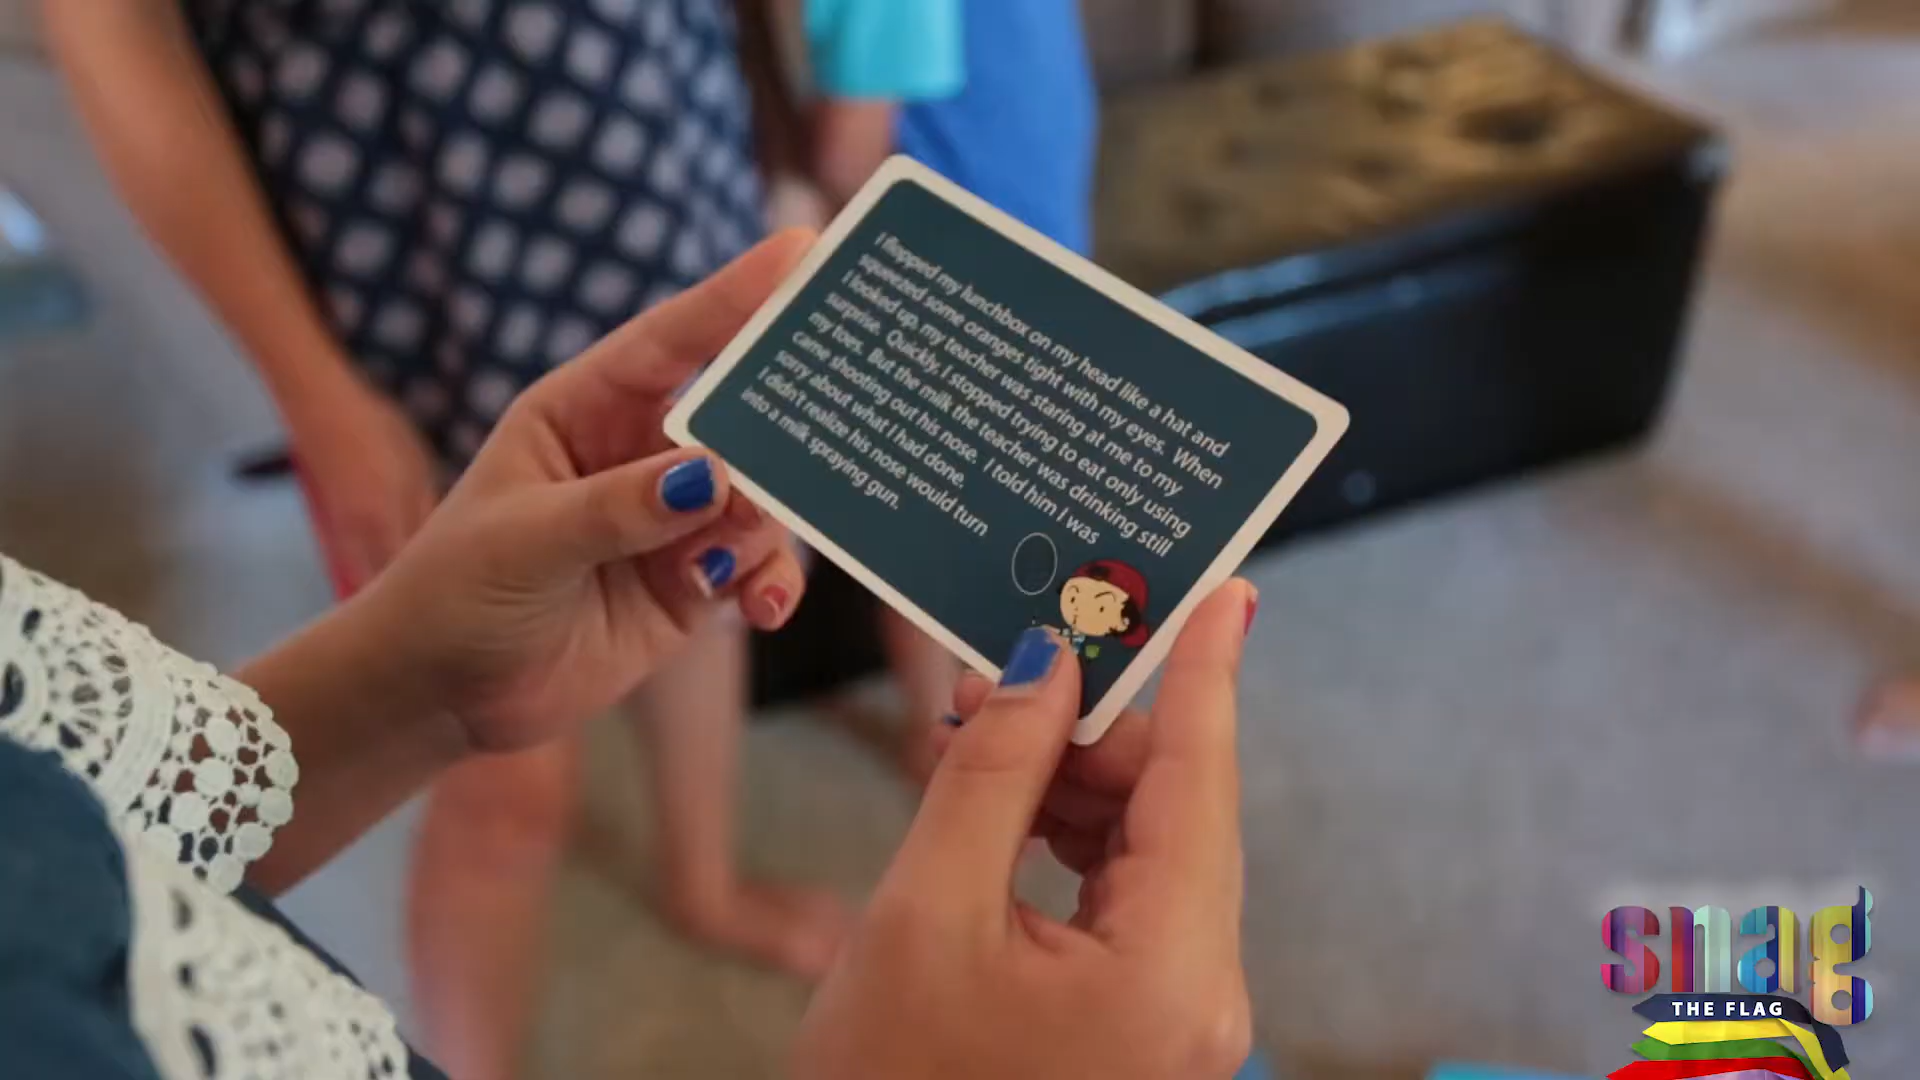 I flopped my lunchbox on my head like a hat and
squeezed some oranges tight with my eyes. When
I looked up, my teacher was staring at me to my
surprise. Quickly, I stopped trying to eat only using
my toes. But the milk the teacher was drinking still
came shooting out his nose. I told him I was
sorry about what I had done.
I didn't realize his nose would turn
into a milk spraying gun.
snag
THE FLAG